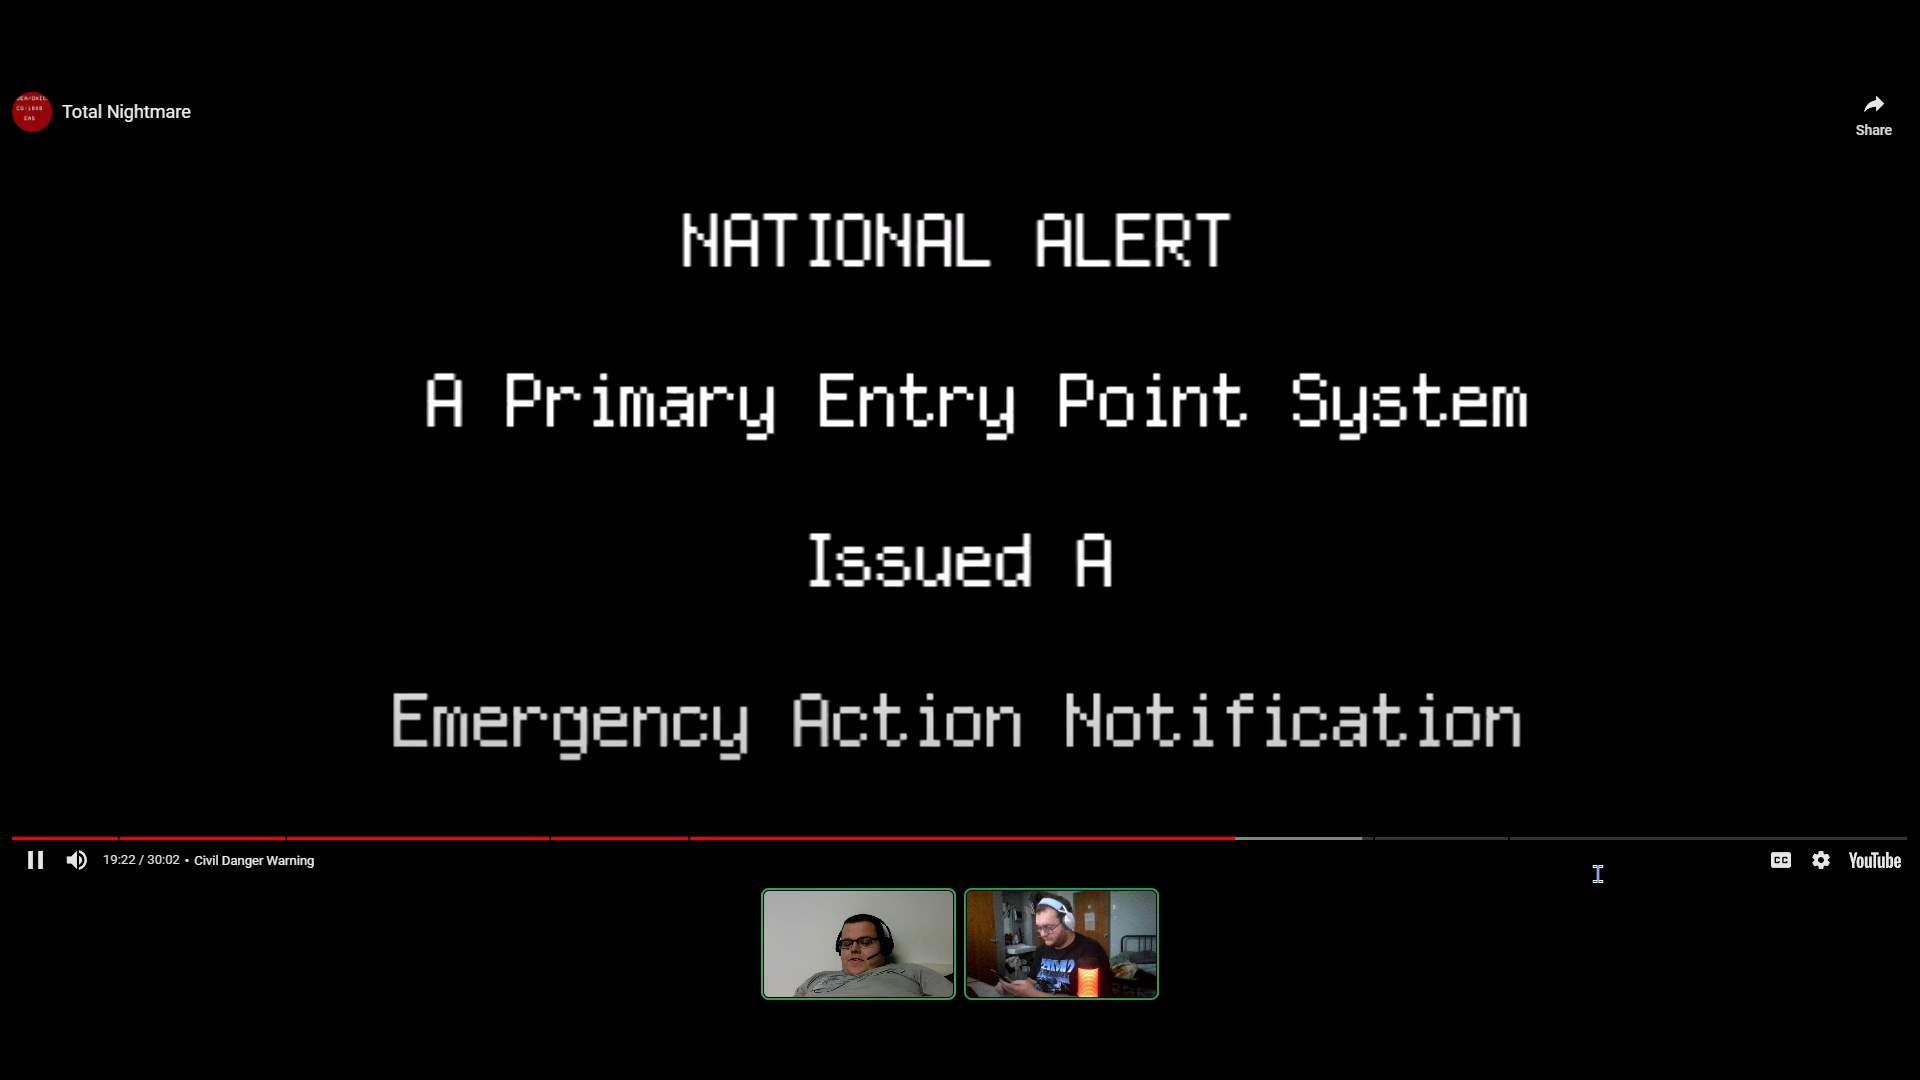 Total Nightmare
Share
NATIONAL ALERT
A Primary Entry Point System
Issued A
Emergency Action Notification
19:22 / 30:02 • Civil Danger Warning
CC
YouTube